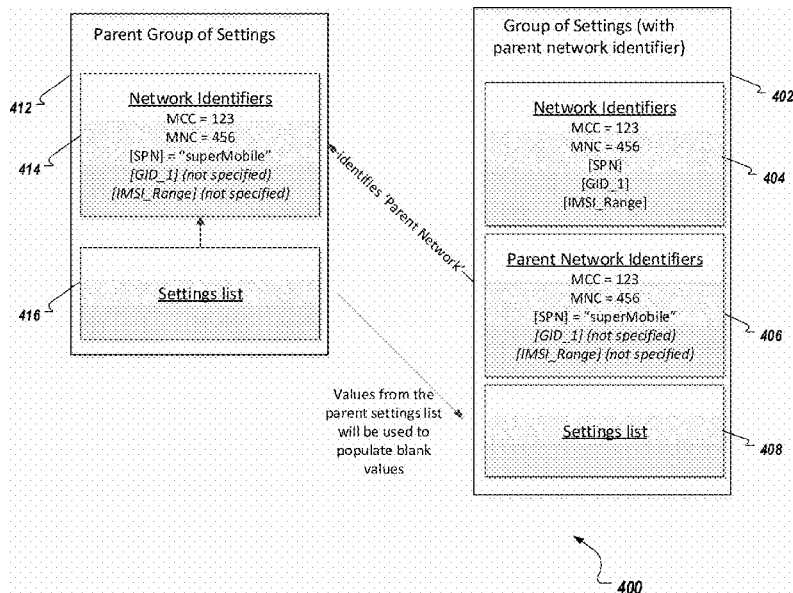 Parent Group of Settings
412
Network Identifiers
MCC = 123
MNC = 456
[SPN] = "superMobile"
[GID_1] (not specified)
[IMSI_Range] (not specified)
414
Settings list
416
identifies 'Parent Network'
Values from the
parent settings list
will be used to
populate blank
values
Group of Settings (with
parent network identifier)
402
Network Identifiers
MCC = 123
MNC = 456
[SPN]
[GID_1]
[IMSI_Range]
404
Parent Network Identifiers
MCC = 123
MNC = 456
[SPN] = "superMobile"
[GID_1] (not specified)
[IMSI_Range] (not specified)
406
Settings list
408
400